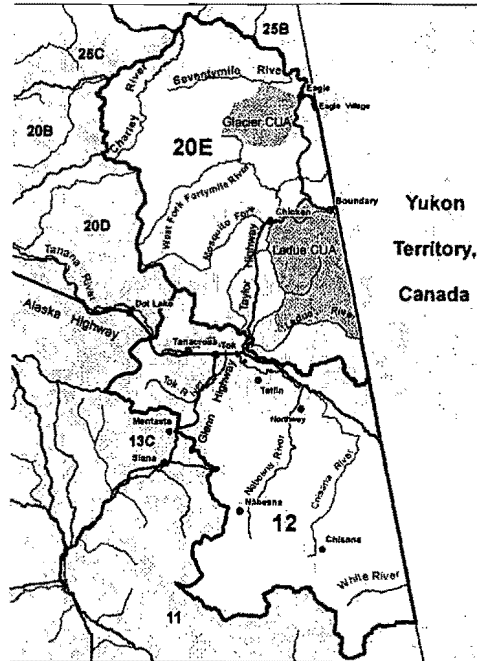 25B
25C
Seventymile River
Eagle
Eagle Village
Charley River
Glacier CUA
20B
20E
West Fork Fortymile River
Mosquito Fork
Chicken
Boundary
Yukon
Territory,
Canada
20D
Ladue CUA
Taylor Highway
Tanana River
Dot Lake
Ladue River
Alaska Highway
Tanacross
Tok
Tok River
Tetlin
Glenn Highway
Mentasta
Northway
13C
Slana
Nabesna River
Chisana River
Nabesna
12
Chisana
White River
11